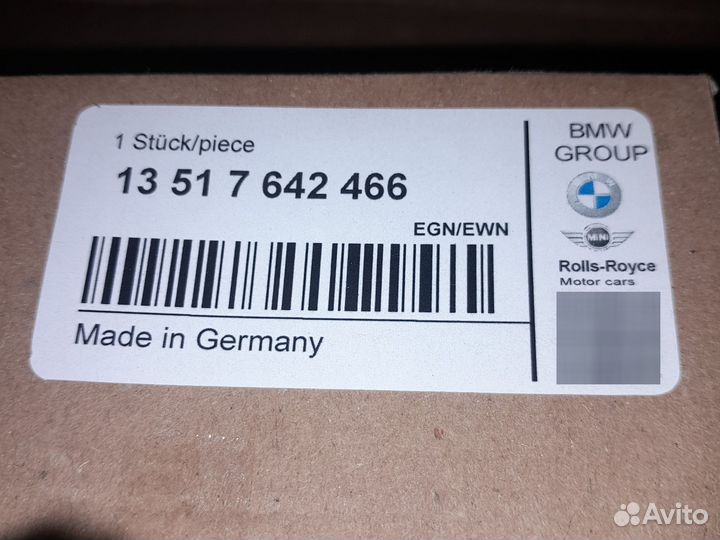 1 Stück/piece
13 51 7 642 466
EGN/EWN
Made in Germany
BMW
GROUP
MINI
Rolls-Royce
Motor cars
Avito